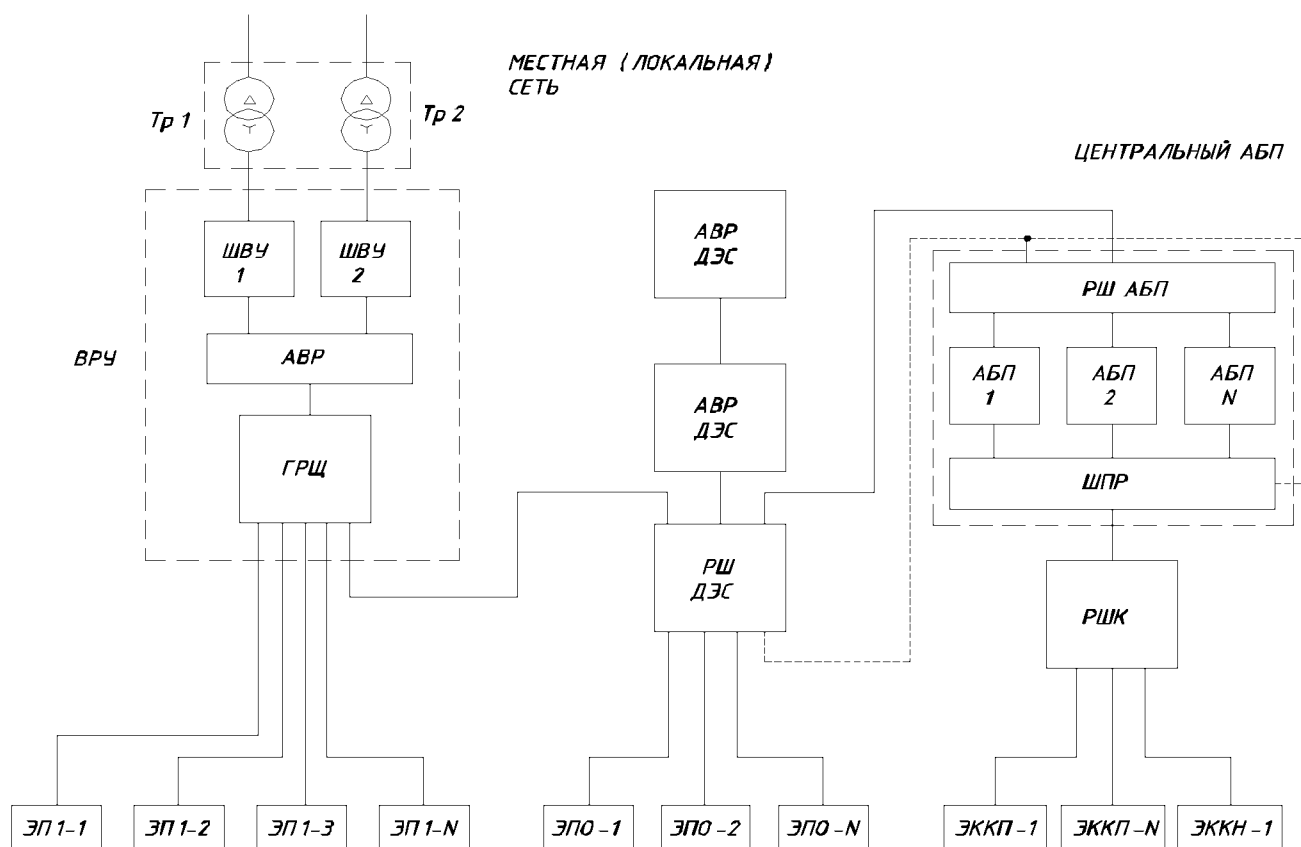 МЕСТНАЯ (ЛОКАЛЬНАЯ)
СЕТЬ
Тр 1
Тр 2
ЦЕНТРАЛЬНЫЙ АБП
ШВУ
1
ШВУ
2
АВР
ДЭС
РШ АБП
ВРУ
АВР
АВР
ДЭС
АБП
1
АБП
2
АБП
N
ГРЩ
ШПР
РШ
ДЭС
РШК
ЭП 1-1
ЭП 1-2
ЭП 1-3
ЭП 1-N
ЭПО-1
ЭПО-2
ЭПО-N
ЭККП-1
ЭККП-N
ЭККН-1